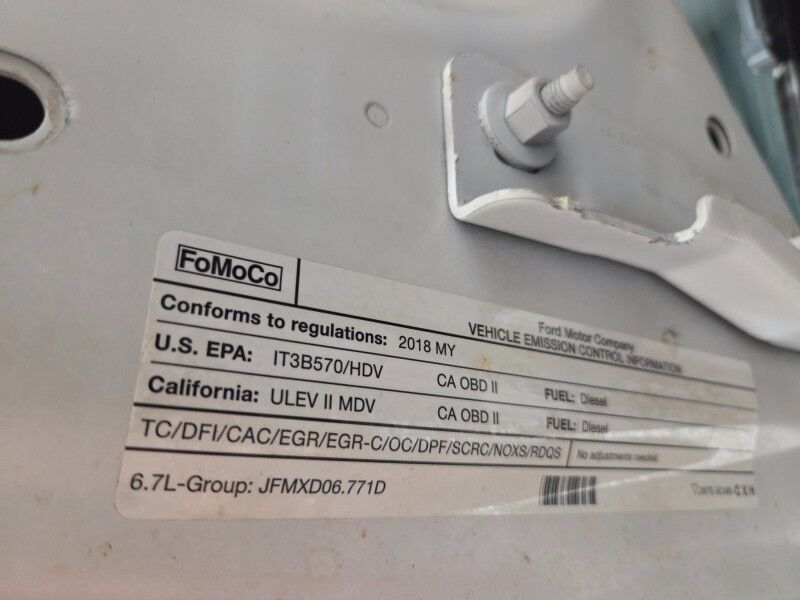 FoMoCo
Ford Motor Company
VEHICLE EMISSION CONTROL INFORMATION
Conforms to regulations: 2018 MY
U.S. EPA: IT3B570/HDV CA OBD II FUEL: Diesel
California: ULEV II MDV CA OBD II FUEL: Diesel
TC/DFI/CAC/EGR/EGR-C/OC/DPF/SCRC/NOXS/RDQS No adjustments needed.
6.7L-Group: JFMXD06.771D CXH